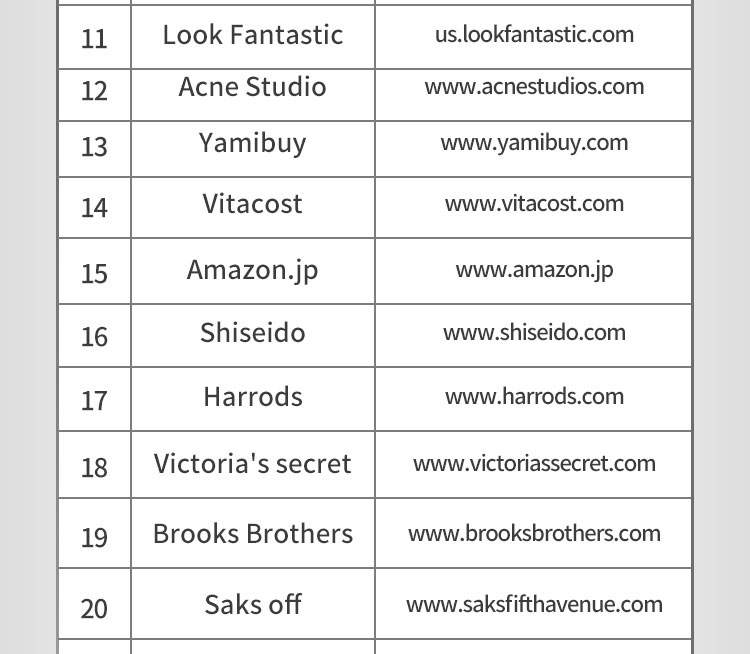 11 Look Fantastic us.lookfantastic.com
12 Acne Studio www.acnestudios.com
13 Yamibuy www.yamibuy.com
14 Vitacost www.vitacost.com
15 Amazon.jp www.amazon.jp
16 Shiseido www.shiseido.com
17 Harrods www.harrods.com
18 Victoria's secret www.victoriassecret.com
19 Brooks Brothers www.brooksbrothers.com
20 Saks off www.saksfifthavenue.com